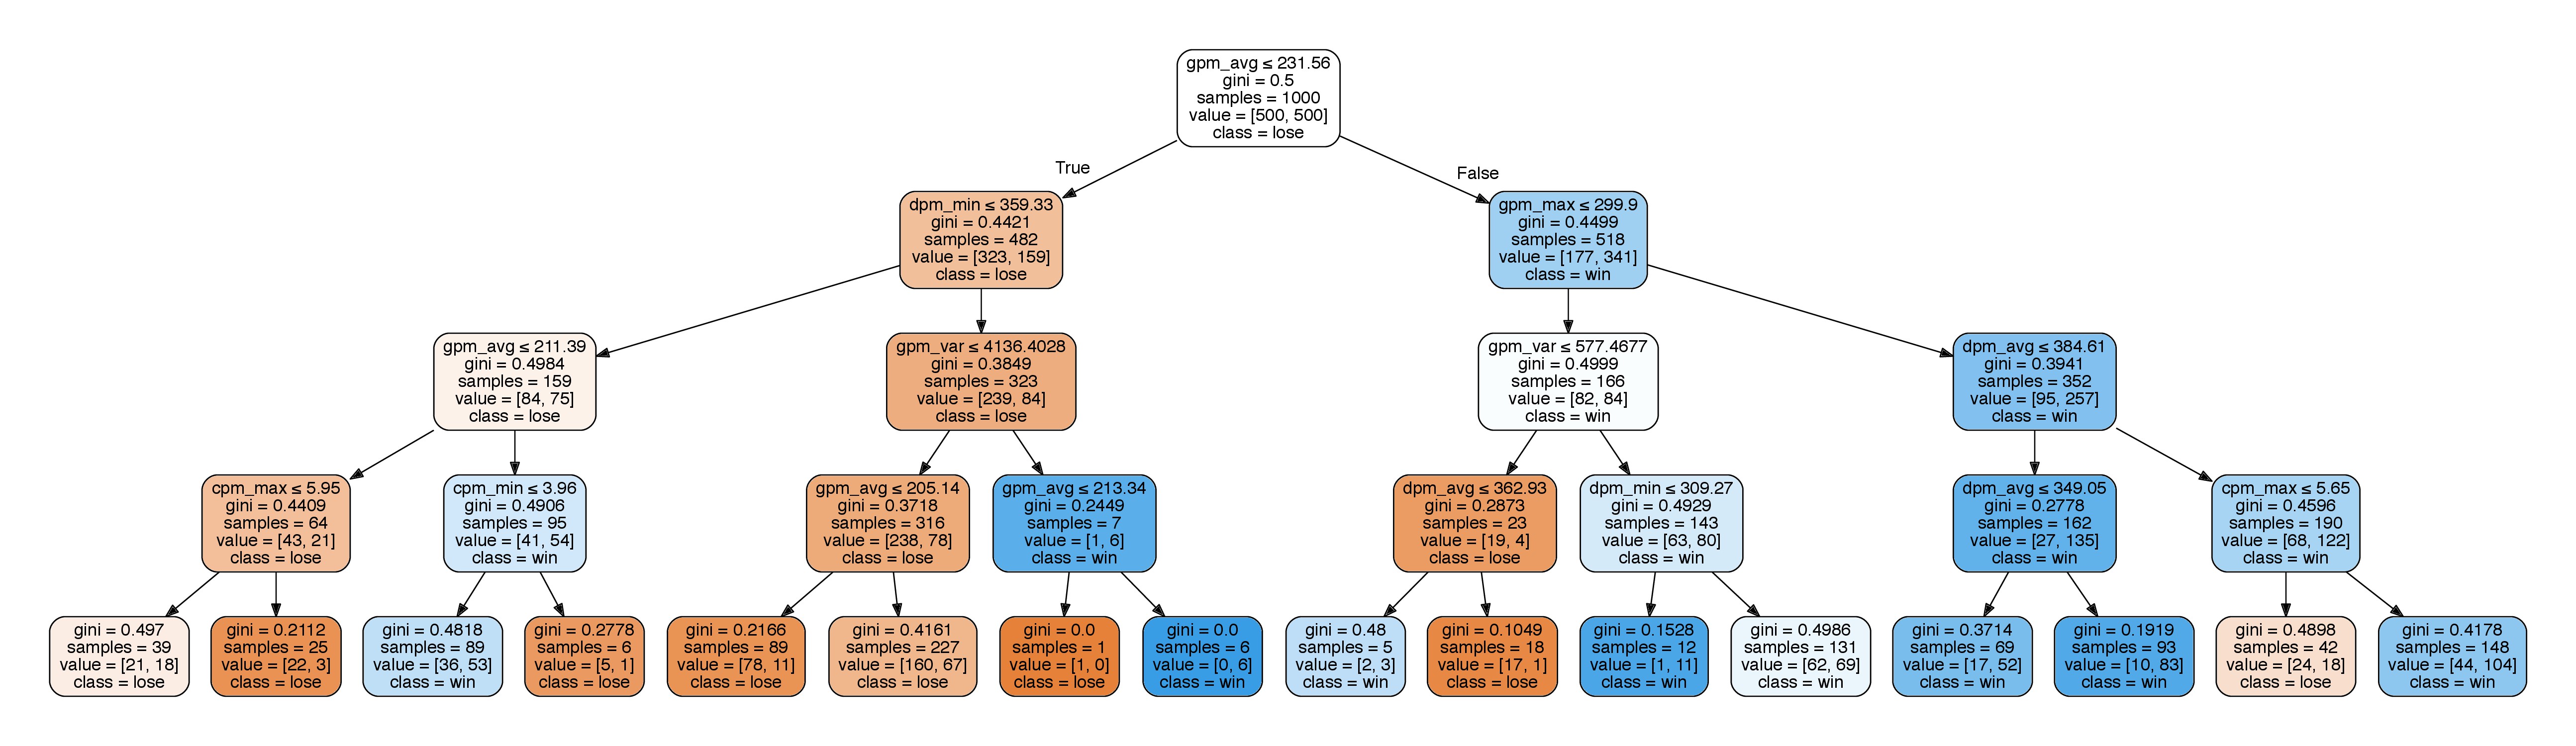 gpm_avg ≤ 231.56
gini = 0.5
samples = 1000
value = [500, 500]
class = lose
True
False
dpm_min ≤ 359.33
gini = 0.4421
samples = 482
value = [323, 159]
class = lose
gpm_max ≤ 299.9
gini = 0.4499
samples = 518
value = [177, 341]
class = win
gpm_avg ≤ 211.39
gini = 0.4984
samples = 159
value = [84, 75]
class = lose
gpm_var ≤ 4136.4028
gini = 0.3849
samples = 323
value = [239, 84]
class = lose
gpm_var ≤ 577.4677
gini = 0.4999
samples = 166
value = [82, 84]
class = win
dpm_avg ≤ 384.61
gini = 0.3941
samples = 352
value = [95, 257]
class = win
cpm_max ≤ 5.95
gini = 0.4409
samples = 64
value = [43, 21]
class = lose
cpm_min ≤ 3.96
gini = 0.4906
samples = 95
value = [41, 54]
class = win
gpm_avg ≤ 205.14
gini = 0.3718
samples = 316
value = [238, 78]
class = lose
gpm_avg ≤ 213.34
gini = 0.2449
samples = 7
value = [1, 6]
class = win
dpm_avg ≤ 362.93
gini = 0.2873
samples = 23
value = [19, 4]
class = lose
dpm_min ≤ 309.27
gini = 0.4929
samples = 143
value = [63, 80]
class = win
dpm_avg ≤ 349.05
gini = 0.2778
samples = 162
value = [27, 135]
class = win
cpm_max ≤ 5.65
gini = 0.4596
samples = 190
value = [68, 122]
class = win
gini = 0.497
samples = 39
value = [21, 18]
class = lose
gini = 0.2112
samples = 25
value = [22, 3]
class = lose
gini = 0.4818
samples = 89
value = [36, 53]
class = win
gini = 0.2778
samples = 6
value = [5, 1]
class = lose
gini = 0.2166
samples = 89
value = [78, 11]
class = lose
gini = 0.4161
samples = 227
value = [160, 67]
class = lose
gini = 0.0
samples = 1
value = [1, 0]
class = lose
gini = 0.0
samples = 6
value = [0, 6]
class = win
gini = 0.48
samples = 5
value = [2, 3]
class = win
gini = 0.1049
samples = 18
value = [17, 1]
class = lose
gini = 0.1528
samples = 12
value = [1, 11]
class = win
gini = 0.4986
samples = 131
value = [62, 69]
class = win
gini = 0.3714
samples = 69
value = [17, 52]
class = win
gini = 0.1919
samples = 93
value = [10, 83]
class = win
gini = 0.4898
samples = 42
value = [24, 18]
class = lose
gini = 0.4178
samples = 148
value = [44, 104]
class = win